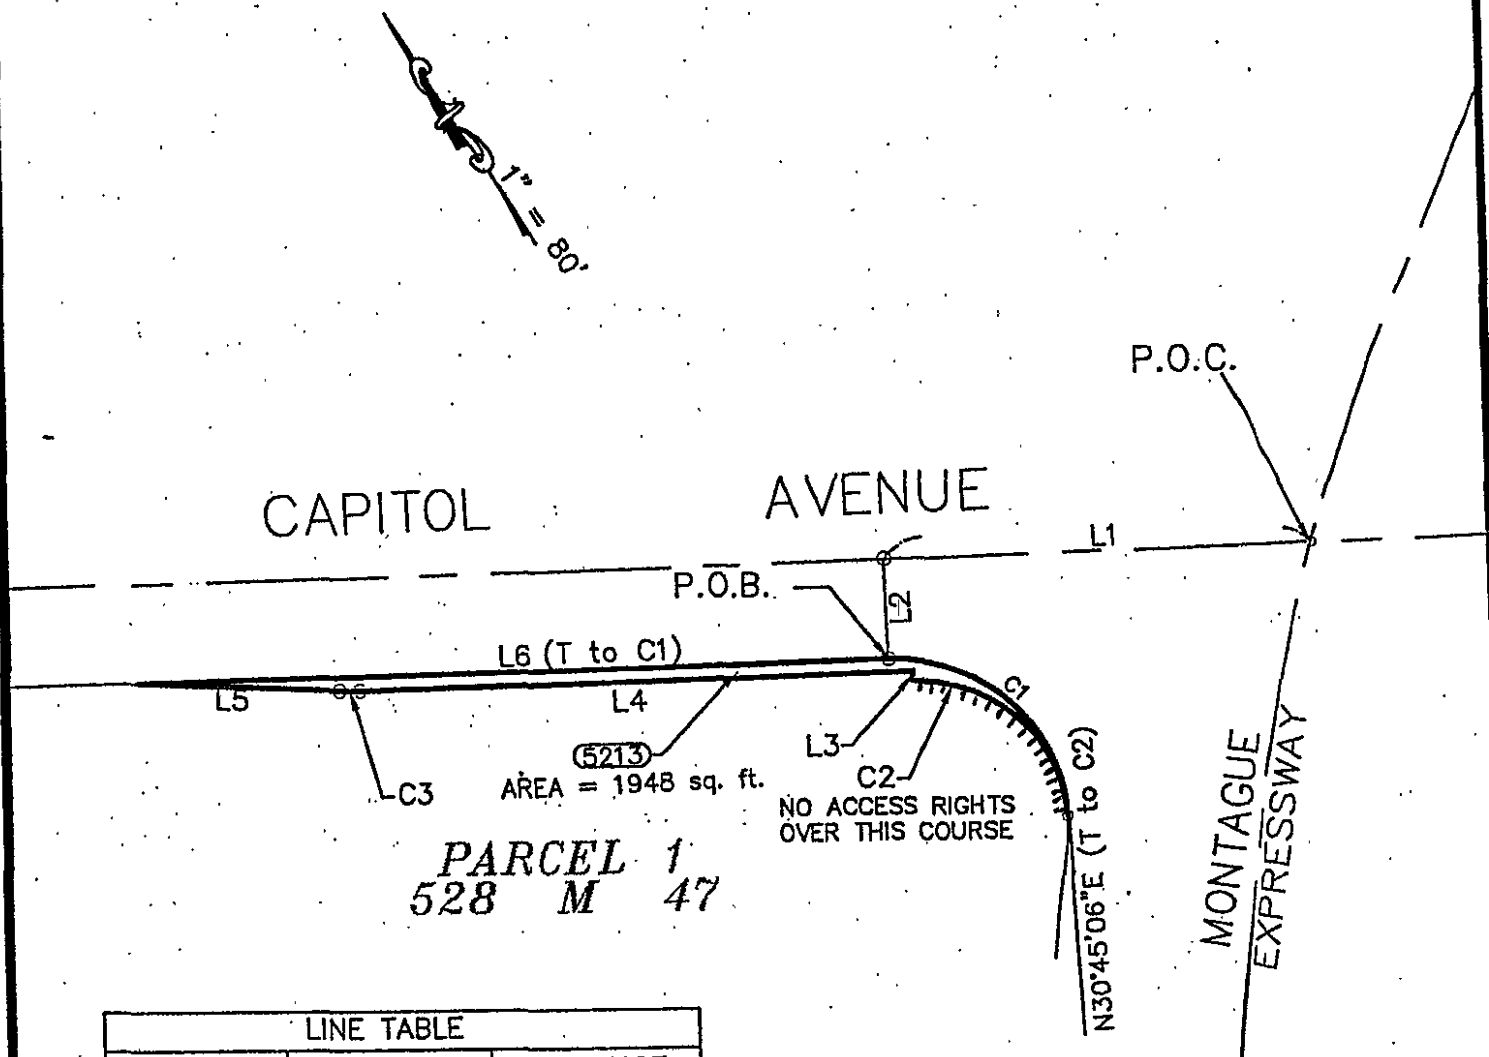 1" = 80'
P.O.C.
CAPITOL AVENUE
L1
P.O.B.
L2
L6 (T to C1)
C1
L5
L4
L3
5213
AREA = 1948 sq. ft.
C3
C2
NO ACCESS RIGHTS
OVER THIS COURSE
PARCEL 1
528 M 47
N30°45'06"E (T to C2)
MONTAGUE
EXPRESSWAY
LINE TABLE